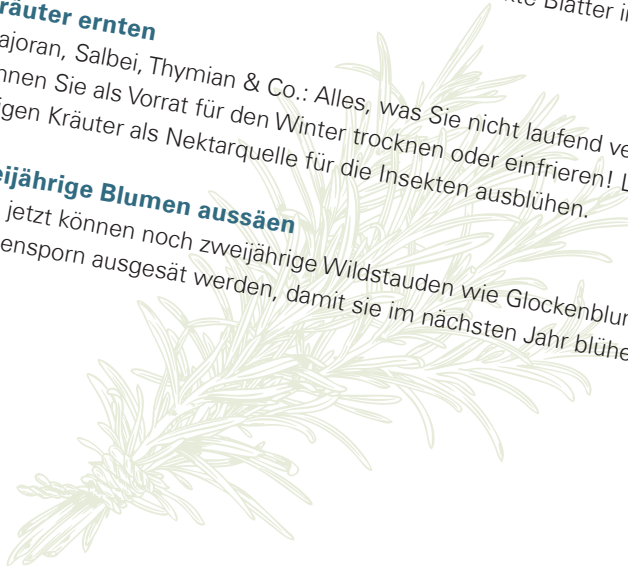 kte Blätter i
räuter ernten
ajoran, Salbei, Thymian & Co.: Alles, was Sie nicht laufend ve
nnen Sie als Vorrat für den Winter trocknen oder einfrieren! L
igen Kräuter als Nektarquelle für die Insekten ausblühen.
eijährige Blumen aussäen
jetzt können noch zweijährige Wildstauden wie Glockenblu
ensporn ausgesät werden, damit sie im nächsten Jahr blühe